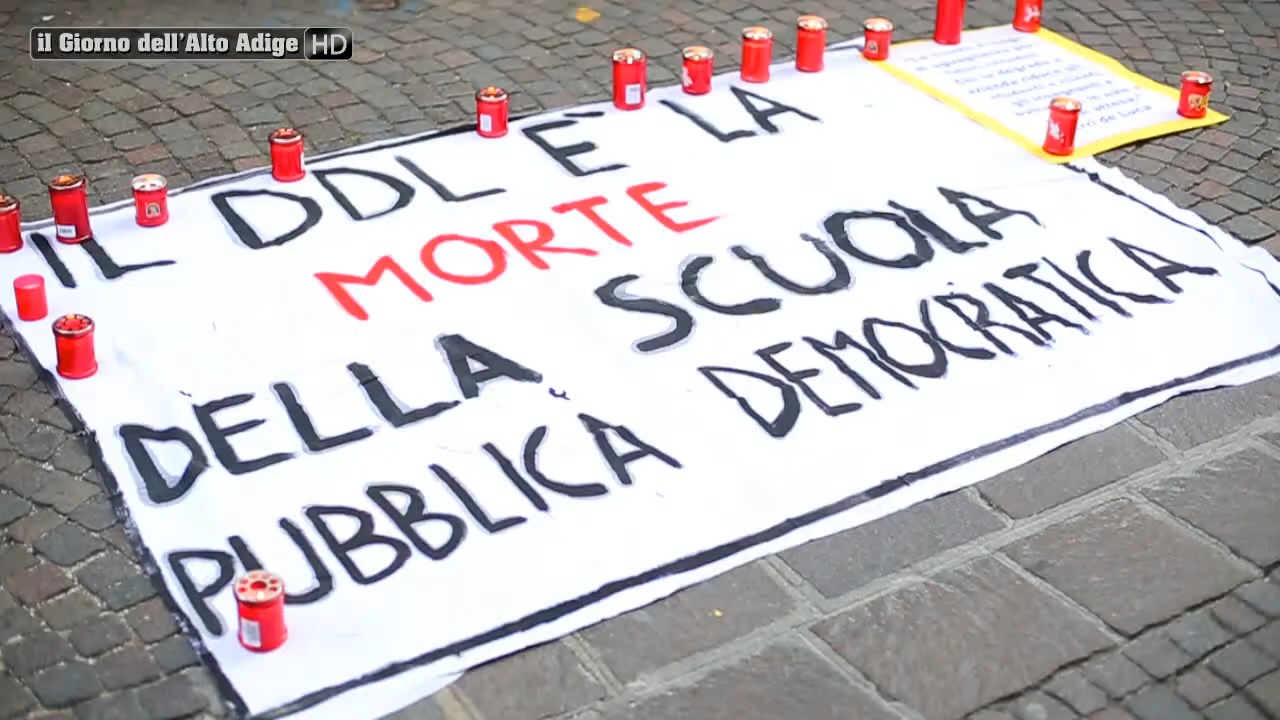 il Giorno dell'Alto Adige HD
IL DDL È LA
MORTE
DELLA SCUOLA
PUBBLICA DEMOCRATICA